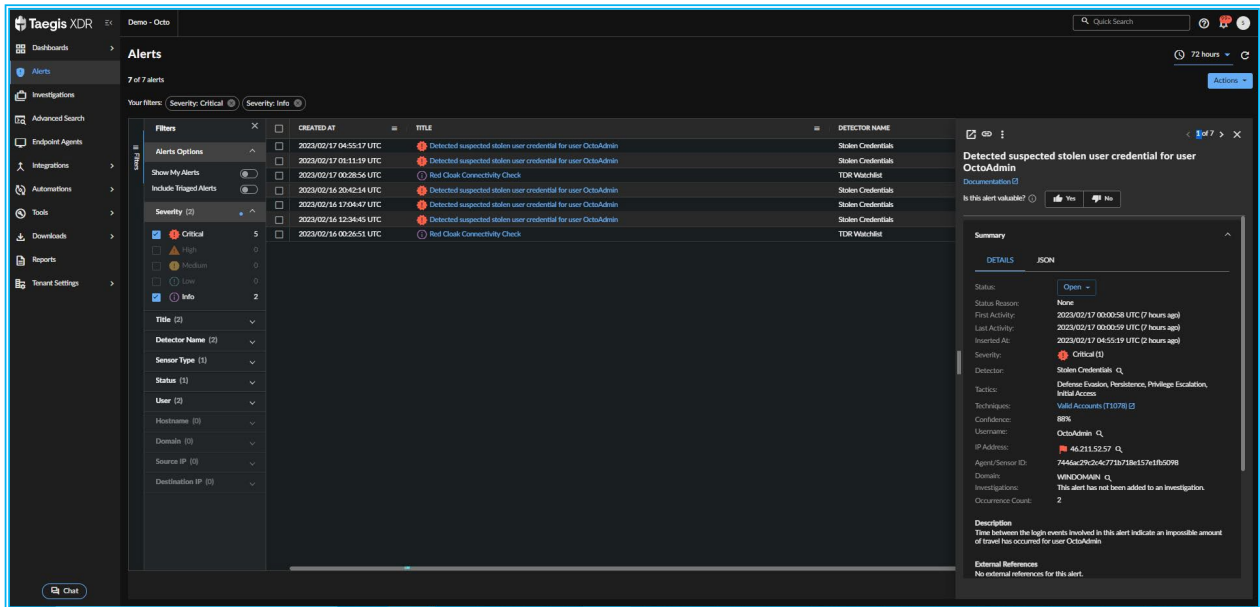 Taegis XDR
Demo - Octo
Quick Search
Dashboards
Alerts
Investigations
Advanced Search
Endpoint Agents
Integrations
Automations
Tools
Downloads
Reports
Tenant Settings
Chat
Alerts
72 hours
7 of 7 alerts
Actions
Your filters: Severity: Critical Severity: Info
Filters
Filters
Alerts Options
Show My Alerts
Include Triaged Alerts
Severity (2)
Critical 5
High 0
Medium 0
Low 0
Info 2
Title (2)
Detector Name (2)
Sensor Type (1)
Status (1)
User (2)
Hostname (0)
Domain (0)
Source IP (0)
Destination IP (0)
CREATED AT TITLE DETECTOR NAME
2023/02/17 04:55:17 UTC Detected suspected stolen user credential for user OctoAdmin Stolen Credentials
2023/02/17 01:11:19 UTC Detected suspected stolen user credential for user OctoAdmin Stolen Credentials
2023/02/17 00:28:56 UTC Red Cloak Connectivity Check TDR Watchlist
2023/02/16 20:42:14 UTC Detected suspected stolen user credential for user OctoAdmin Stolen Credentials
2023/02/16 17:04:47 UTC Detected suspected stolen user credential for user OctoAdmin Stolen Credentials
2023/02/16 12:34:45 UTC Detected suspected stolen user credential for user OctoAdmin Stolen Credentials
2023/02/16 00:26:51 UTC Red Cloak Connectivity Check TDR Watchlist
1 of 7
Detected suspected stolen user credential for user
OctoAdmin
Documentation
Is this alert valuable? Yes No
Summary
DETAILS JSON
Status: Open
Status Reason: None
First Activity: 2023/02/17 00:00:58 UTC (7 hours ago)
Last Activity: 2023/02/17 00:00:59 UTC (7 hours ago)
Inserted At: 2023/02/17 04:55:19 UTC (2 hours ago)
Severity: Critical (1)
Detector: Stolen Credentials
Tactics: Defense Evasion, Persistence, Privilege Escalation,
Initial Access
Techniques: Valid Accounts (T1078)
Confidence: 88%
Username: OctoAdmin
IP Address: 46.211.52.57
Agent/Sensor ID: 7446ac29c2c4c771b718e157e1fb5098
Domain: WINDOMAIN
Investigations: This alert has not been added to an investigation.
Occurrence Count: 2
Description
Time between the login events involved in this alert indicate an impossible amount
of travel has occurred for user OctoAdmin
External References
No external references for this alert.